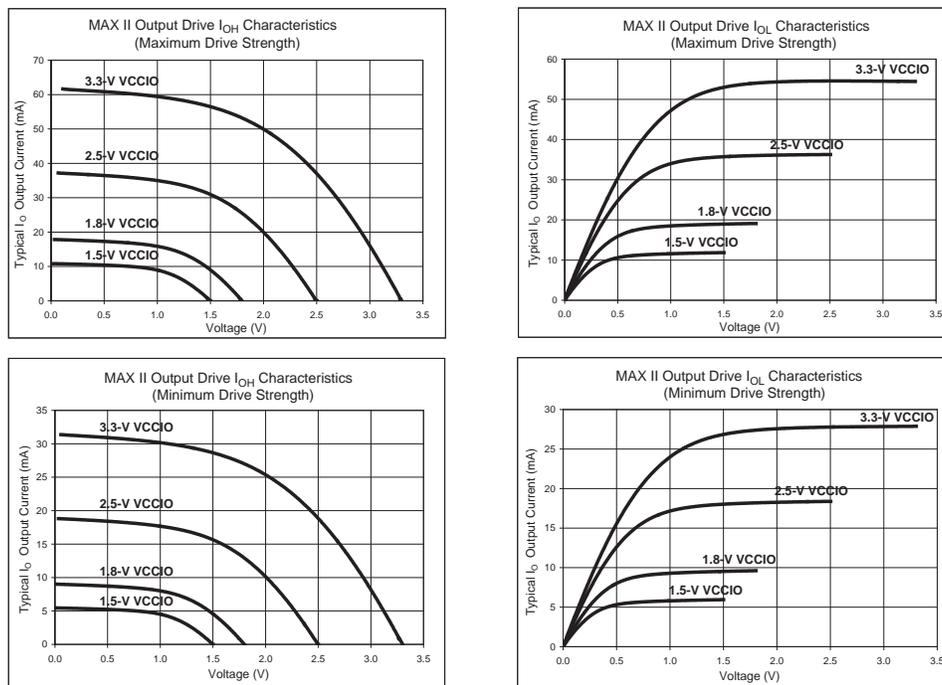 MAX II Output Drive IOH Characteristics
(Maximum Drive Strength)
70
60
50
40
30
20
10
0
Typical IO Output Current (mA)
3.3-V VCCIO
2.5-V VCCIO
1.8-V VCCIO
1.5-V VCCIO
0.0 0.5 1.0 1.5 2.0 2.5 3.0 3.5
Voltage (V)
MAX II Output Drive IOL Characteristics
(Maximum Drive Strength)
60
50
40
30
20
10
0
Typical IO Output Current (mA)
3.3-V VCCIO
2.5-V VCCIO
1.8-V VCCIO
1.5-V VCCIO
0.0 0.5 1.0 1.5 2.0 2.5 3.0 3.5
Voltage (V)
MAX II Output Drive IOH Characteristics
(Minimum Drive Strength)
35
30
25
20
15
10
5
0
Typical IO Output Current (mA)
3.3-V VCCIO
2.5-V VCCIO
1.8-V VCCIO
1.5-V VCCIO
0.0 0.5 1.0 1.5 2.0 2.5 3.0 3.5
Voltage (V)
MAX II Output Drive IOL Characteristics
(Minimum Drive Strength)
30
25
20
15
10
5
0
Typical IO Output Current (mA)
3.3-V VCCIO
2.5-V VCCIO
1.8-V VCCIO
1.5-V VCCIO
0.0 0.5 1.0 1.5 2.0 2.5 3.0 3.5
Voltage (V)